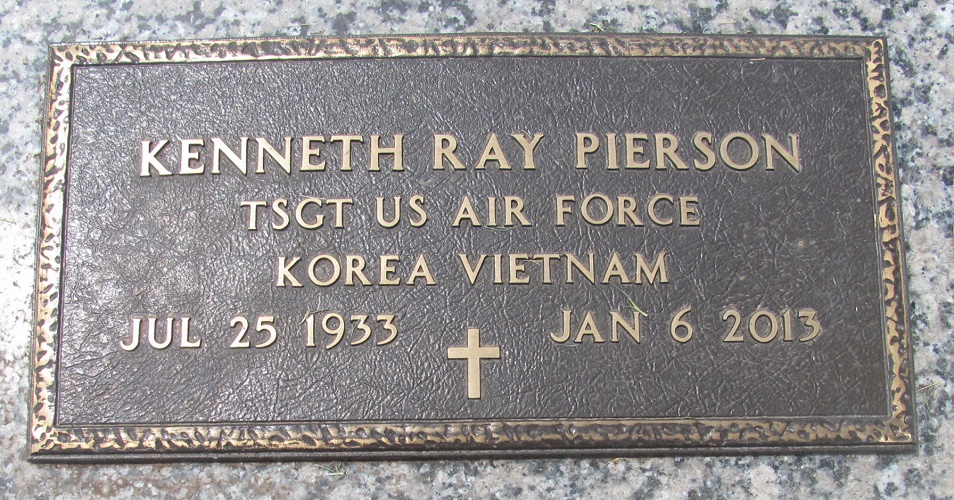 KENNETH RAY PIERSON
TSGT US AIR FORCE
KOREA VIETNAM
JUL 25 1933 JAN 6 2013